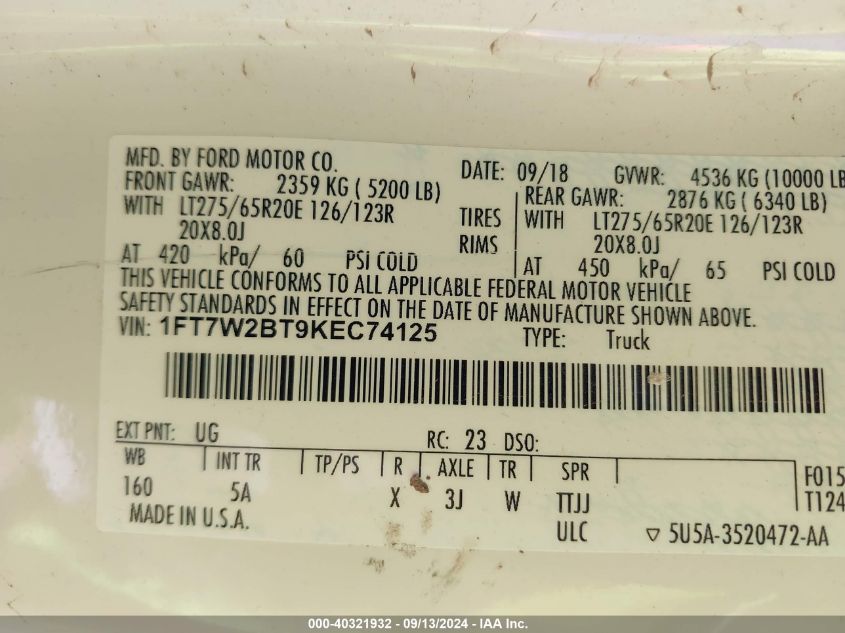 MFD. BY FORD MOTOR CO.
DATE: 09/18 GVWR: 4536 KG (10000 LB
FRONT GAWR: 2359 KG ( 5200 LB)
REAR GAWR: 2876 KG ( 6340 LB)
WITH LT275/65R20E 126/123R TIRES WITH LT275/65R20E 126/123R
20X8.0J RIMS 20X8.0J
AT 420 kPa/ 60 PSI COLD AT 450 kPa/ 65 PSI COLD
THIS VEHICLE CONFORMS TO ALL APPLICABLE FEDERAL MOTOR VEHICLE
SAFETY STANDARDS IN EFFECT ON THE DATE OF MANUFACTURE SHOWN ABOVE.
VIN: 1FT7W2BT9KEC74125 TYPE: Truck
EXT PNT: UG RC: 23 DSO:
WB INT TR TP/PS R AXLE TR SPR F015
160 5A X 3J W TTJJ T124
MADE IN U.S.A. ULC 5U5A-3520472-AA
000-40321932 - 09/13/2024 - IAA Inc.